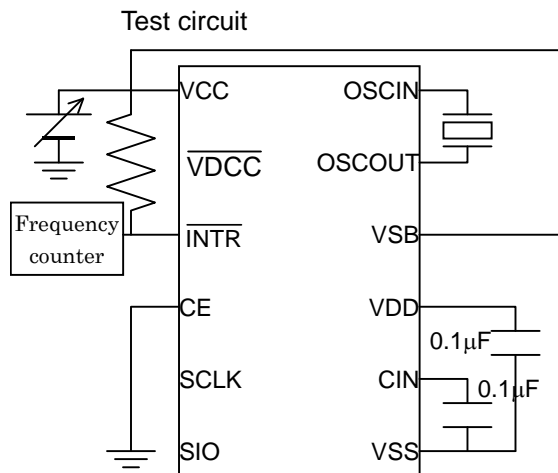 Test circuit
VCC
OSCIN
VDCC
OSCOUT
Frequency
counter
INTR
VSB
CE
VDD
0.1μF
SCLK
CIN
0.1μF
SIO
VSS